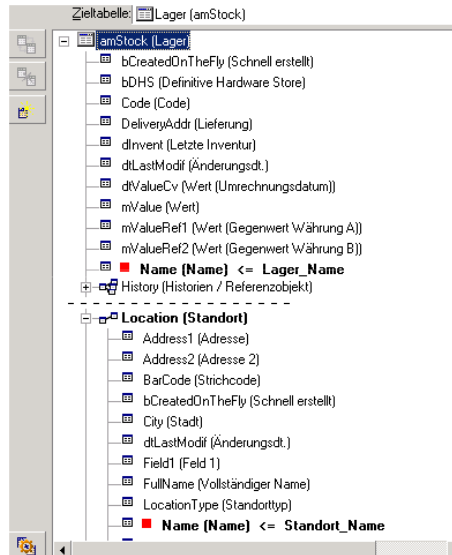 Zieltabelle: Lager (amStock)
amStock (Lager)
bCreatedOnTheFly (Schnell erstellt)
bDHS (Definitive Hardware Store)
Code (Code)
DeliveryAddr (Lieferung)
dInvent (Letzte Inventur)
dtLastModif (Änderungsdt.)
dtValueCv (Wert (Umrechnungsdatum))
mValue (Wert)
mValueRef1 (Wert (Gegenwert Währung A))
mValueRef2 (Wert (Gegenwert Währung B))
Name (Name) <= Lager_Name
History (Historien / Referenzobjekt)
Location (Standort)
Address1 (Adresse)
Address2 (Adresse 2)
BarCode (Strichcode)
bCreatedOnTheFly (Schnell erstellt)
City (Stadt)
dtLastModif (Änderungsdt.)
Field1 (Feld 1)
FullName (Vollständiger Name)
LocationType (Standorttyp)
Name (Name) <= Standort_Name